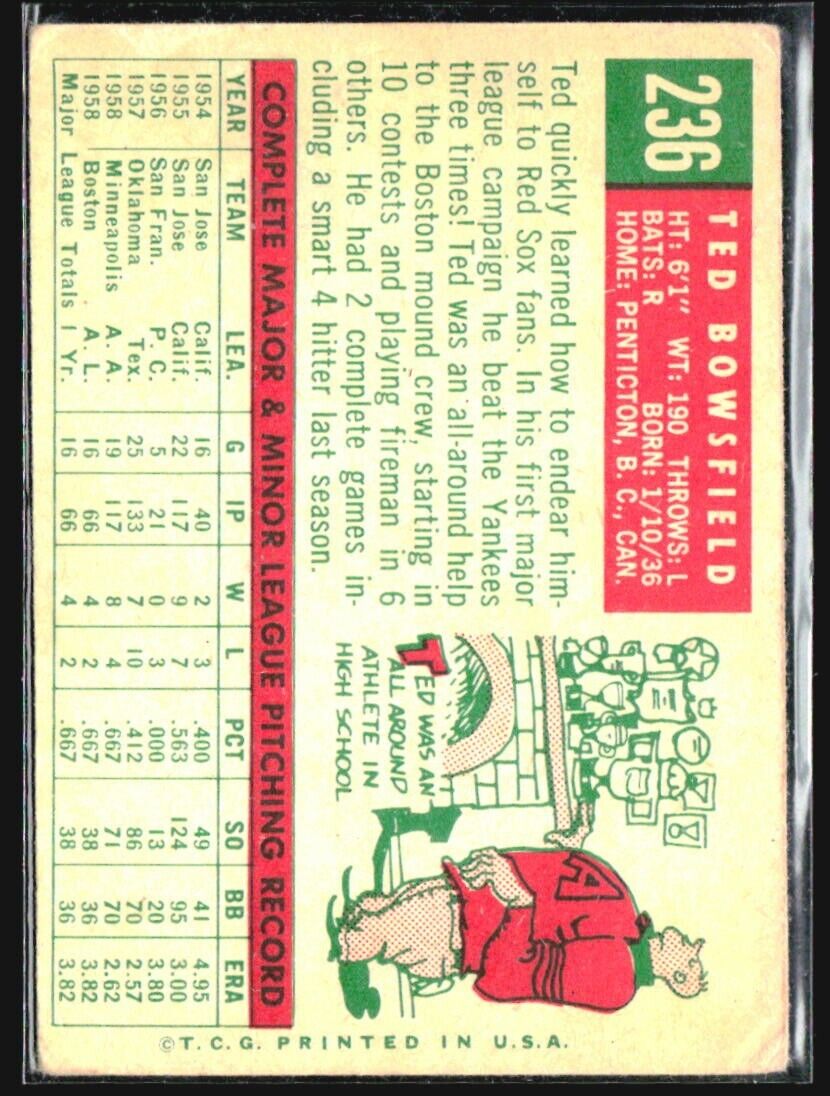 236
TED BOWSFIELD
HT: 6'1" WT: 190 THROWS: L
BATS: R BORN: 1/10/36
HOME: PENTICTON, B. C., CAN.
Ted quickly learned how to endear him-
self to Red Sox fans. In his first major
league campaign he beat the Yankees
three times! Ted was an all-around help
to the Boston mound crew, starting in
10 contests and playing fireman in 6
others. He had 2 complete games in-
cluding a smart 4 hitter last season.
TED WAS AN
ALL AROUND
ATHLETE IN
HIGH SCHOOL
A
COMPLETE MAJOR & MINOR LEAGUE PITCHING RECORD
YEAR TEAM LEA. G IP W L PCT SO BB ERA
1954 San Jose Calif. 16 40 2 3 .400 49 41 4.95
1955 San Jose Calif. 22 117 9 7 .563 124 95 3.00
1956 San Fran. P. C. 5 21 0 3 .000 13 20 3.80
1957 Oklahoma Tex. 25 133 7 10 .412 86 70 2.57
1958 Minneapolis A. A. 19 117 8 4 .667 71 70 2.62
1958 Boston A. L. 16 66 4 2 .667 38 36 3.82
Major League Totals 1 Yr. 16 66 4 2 .667 38 36 3.82
©T.C.G. PRINTED IN U.S.A.